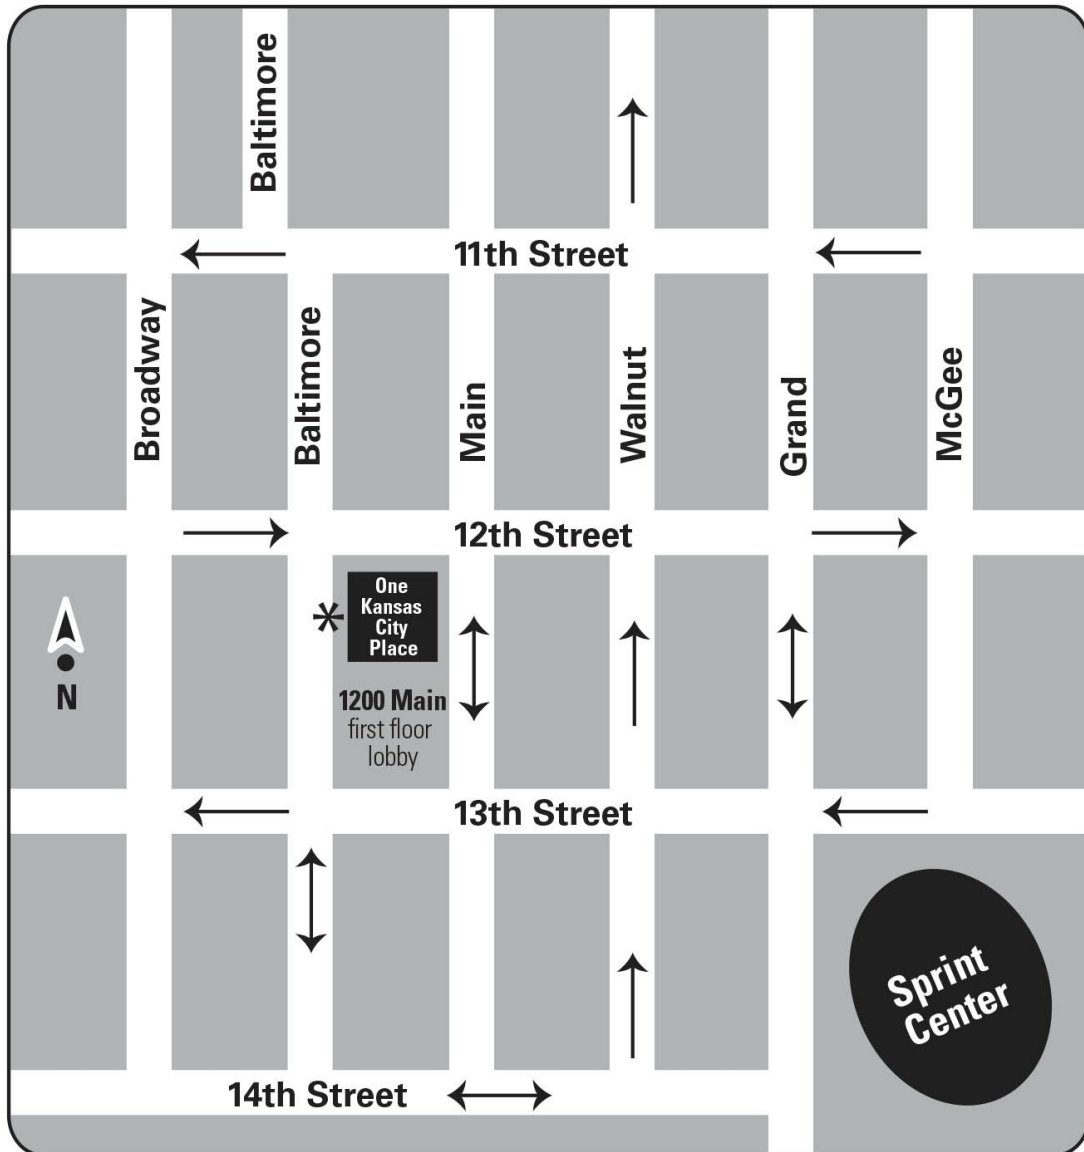 Baltimore
11th Street
Broadway
Baltimore
Main
Walnut
Grand
McGee
12th Street
*
One
Kansas
City
Place
N
1200 Main
first floor
lobby
13th Street
Sprint
Center
14th Street